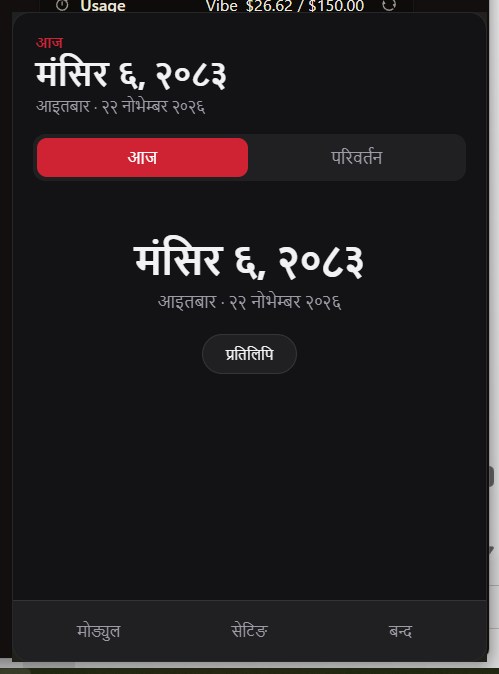 Usage Vibe $26.62 / $150.00
आज
मंसिर ६, २०८३
आइतबार · २२ नोभेम्बर २०२६
आज परिवर्तन
मंसिर ६, २०८३
आइतबार · २२ नोभेम्बर २०२६
प्रतिलिपि
मोड्युल सेटिङ बन्द